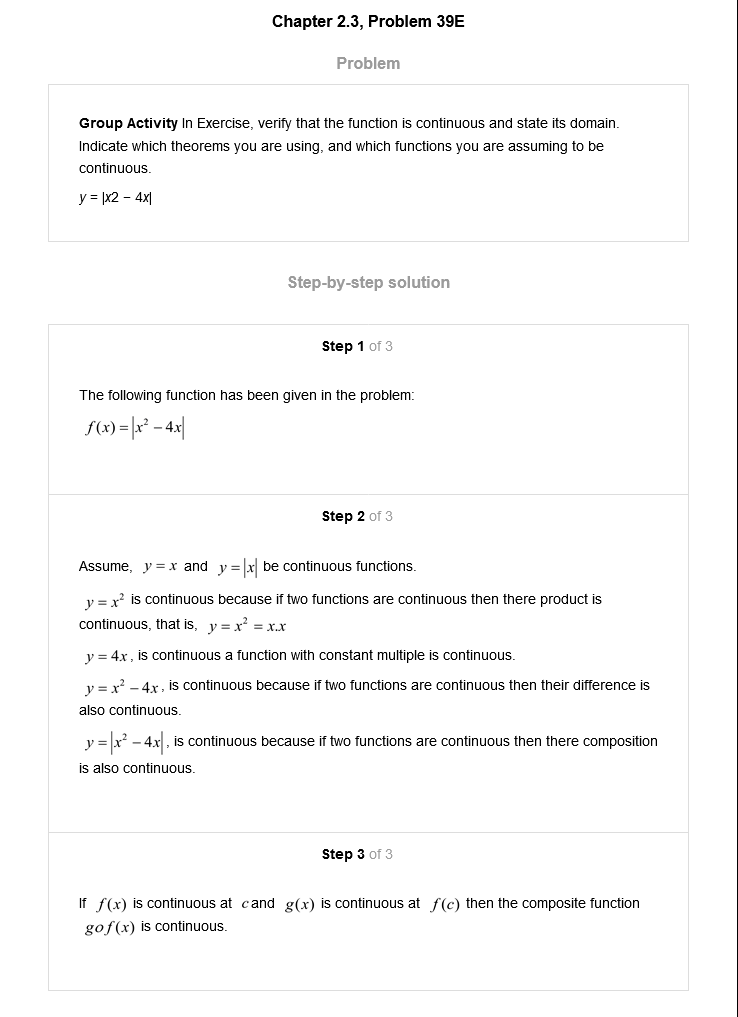 Chapter 2.3, Problem 39E
Problem
Group Activity In Exercise, verify that the function is continuous and state its domain.
Indicate which theorems you are using, and which functions you are assuming to be
continuous.
y = |x2 − 4x|
Step-by-step solution
Step 1 of 3
The following function has been given in the problem:
f(x) = |x² − 4x|
Step 2 of 3
Assume, y = x and y = |x| be continuous functions.
y = x² is continuous because if two functions are continuous then there product is
continuous, that is, y = x² = x.x
y = 4x, is continuous a function with constant multiple is continuous.
y = x² − 4x, is continuous because if two functions are continuous then their difference is
also continuous.
y = |x² − 4x|, is continuous because if two functions are continuous then there composition
is also continuous.
Step 3 of 3
If f(x) is continuous at c and g(x) is continuous at f(c) then the composite function
gof(x) is continuous.